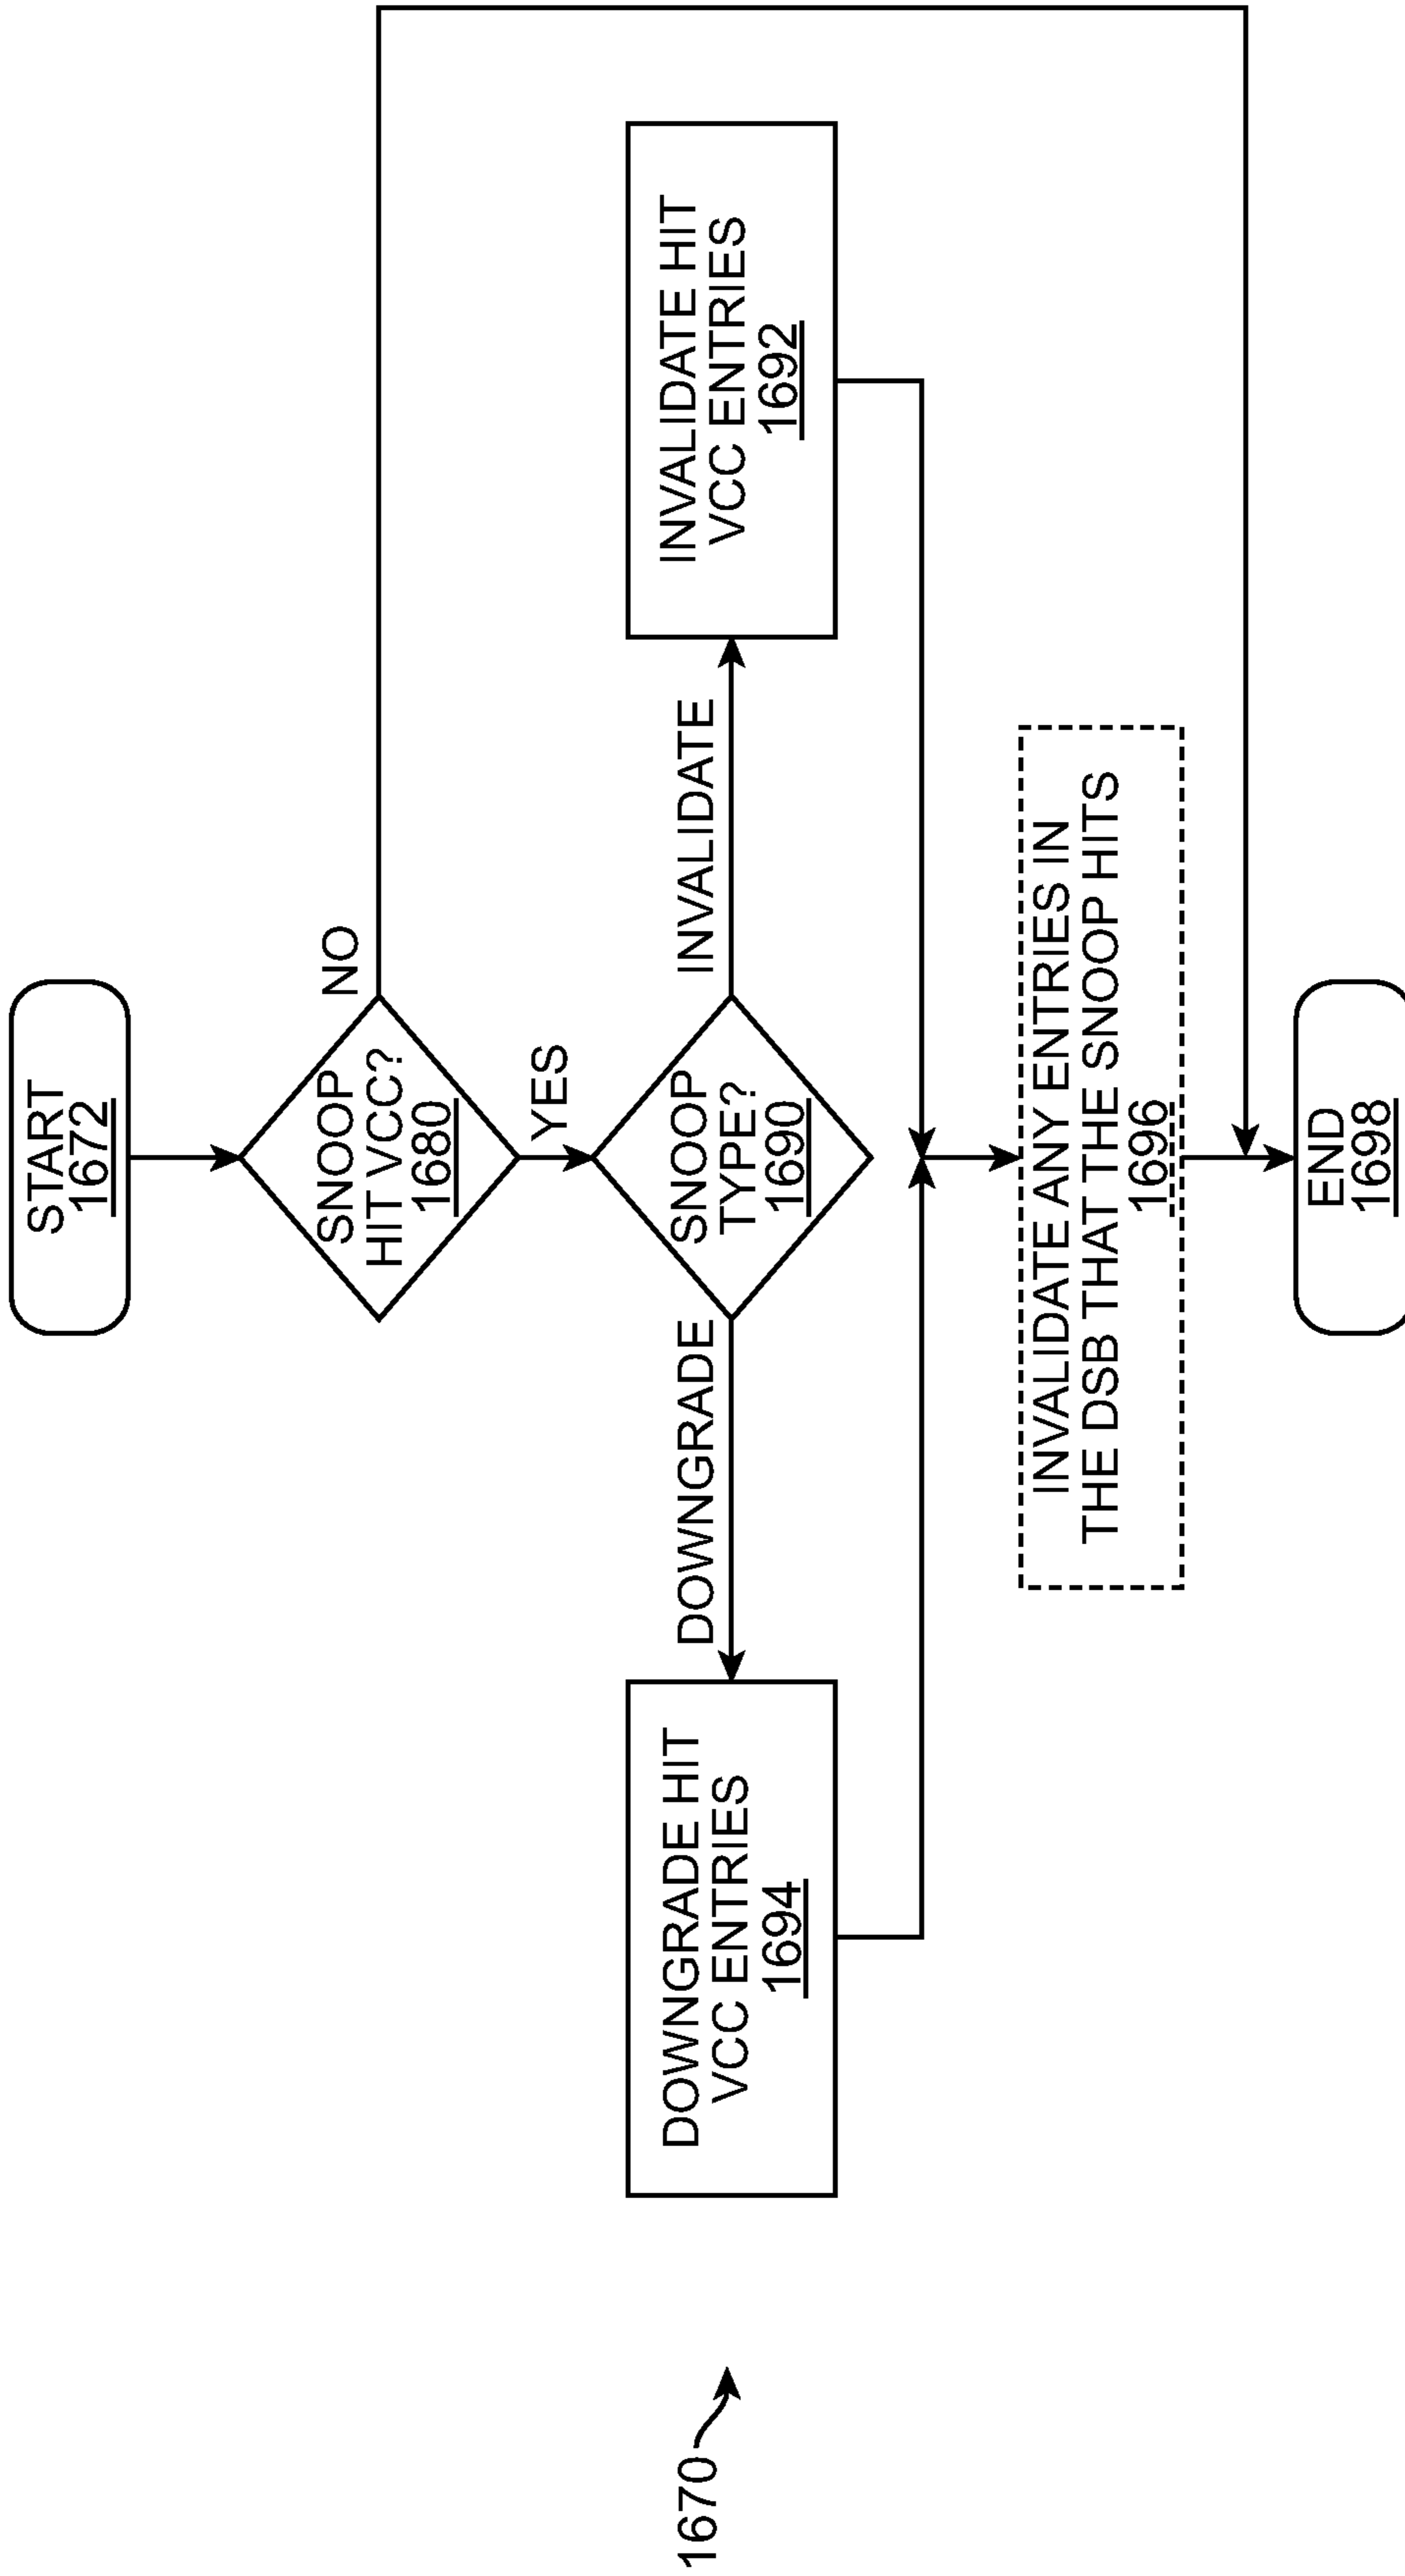 START
1672
SNOOP
HIT VCC?
1680
NO
YES
SNOOP
TYPE?
1690
DOWNGRADE
INVALIDATE
DOWNGRADE HIT
VCC ENTRIES
1694
INVALIDATE HIT
VCC ENTRIES
1692
INVALIDATE ANY ENTRIES IN
THE DSB THAT THE SNOOP HITS
1696
END
1698
1670